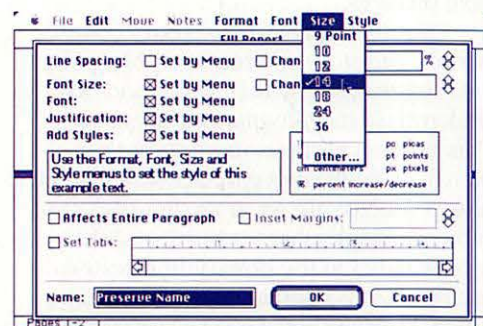 File Edit Move Notes Format Font Size Style
9 Point
Line Spacing: Set by Menu Chan %
10
12
Font Size: Set by Menu Chan 14
Font: Set by Menu 18
Justification: Set by Menu 24
Add Styles: Set by Menu 36
Other...
Use the Format, Font, Size and
Style menus to set the style of this
example text.
po picas
pt points
cm centimeters px pixels
% percent increase/decrease
Affects Entire Paragraph Inset Margins:
Set Tabs:
Name: Preserve Name OK Cancel
Pages 1-2